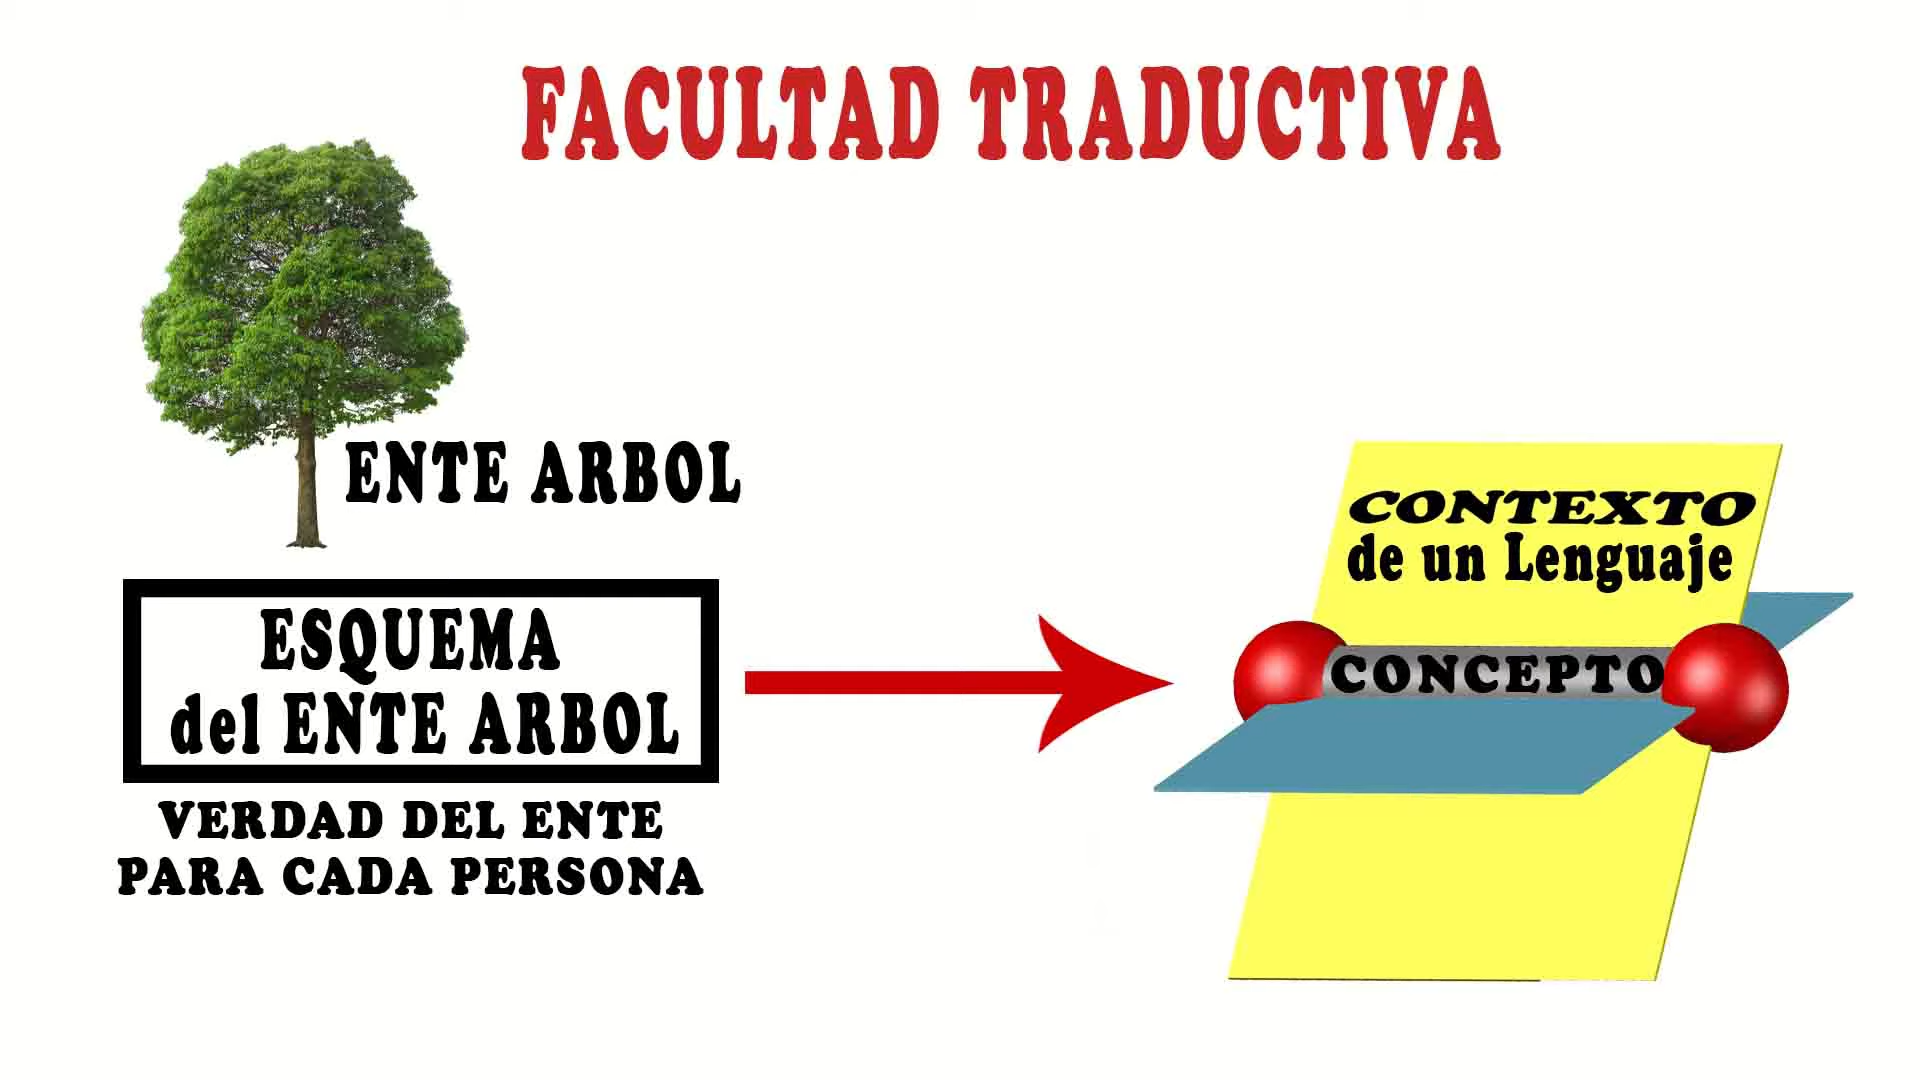 FACULTAD TRADUCTIVA
ENTE ARBOL
ESQUEMA
del ENTE ARBOL
VERDAD DEL ENTE
PARA CADA PERSONA
CONTEXTO
de un Lenguaje
CONCEPTO